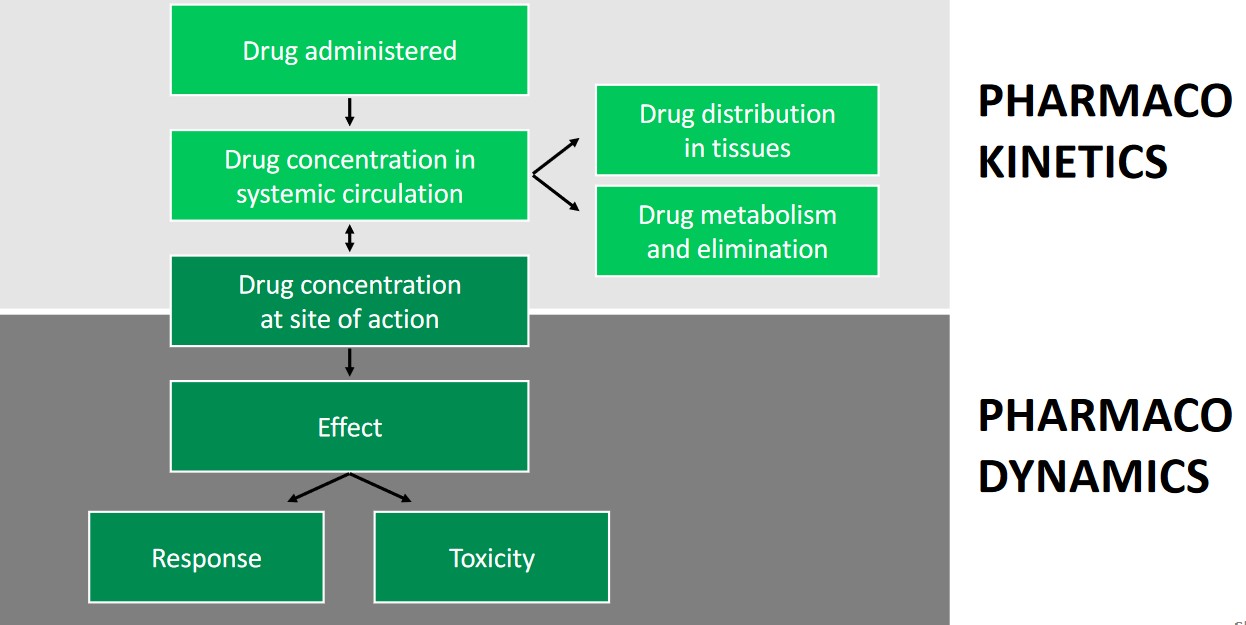 Drug administered
Drug concentration in
systemic circulation
Drug distribution
in tissues
Drug metabolism
and elimination
PHARMACO
KINETICS
Drug concentration
at site of action
Effect
Response
Toxicity
PHARMACO
DYNAMICS